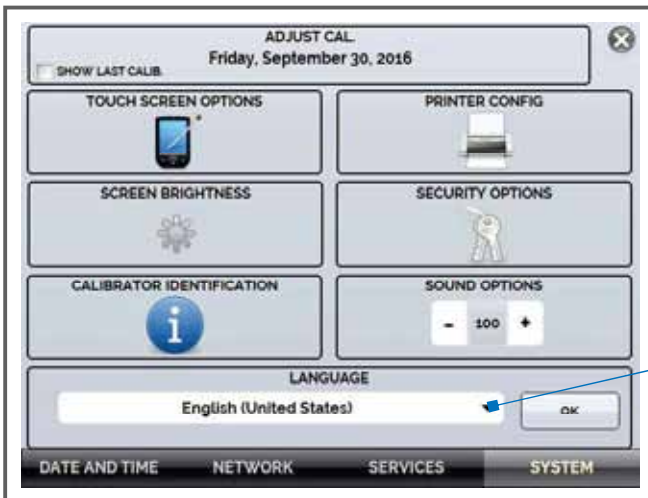 ADJUST CAL.
Friday, September 30, 2016
SHOW LAST CALIB.
TOUCH SCREEN OPTIONS
PRINTER CONFIG
SCREEN BRIGHTNESS
SECURITY OPTIONS
CALIBRATOR IDENTIFICATION
SOUND OPTIONS
i
- 100 +
LANGUAGE
English (United States)
OK
DATE AND TIME NETWORK SERVICES SYSTEM